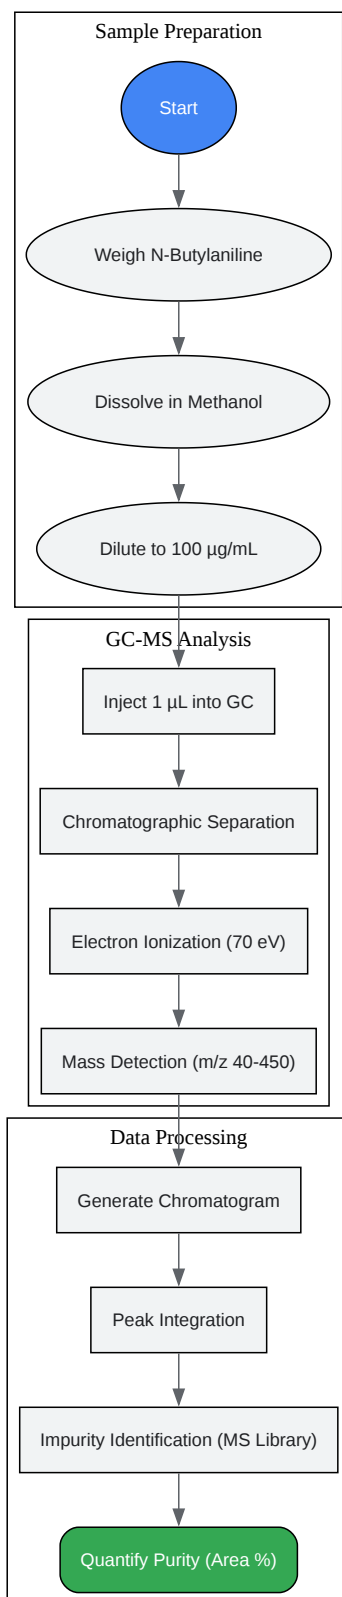 Sample Preparation
Start
Weigh N-Butylaniline
Dissolve in Methanol
Dilute to 100 µg/mL
GC-MS Analysis
Inject 1 µL into GC
Chromatographic Separation
Electron Ionization (70 eV)
Mass Detection (m/z 40-450)
Data Processing
Generate Chromatogram
Peak Integration
Impurity Identification (MS Library)
Quantify Purity (Area %)